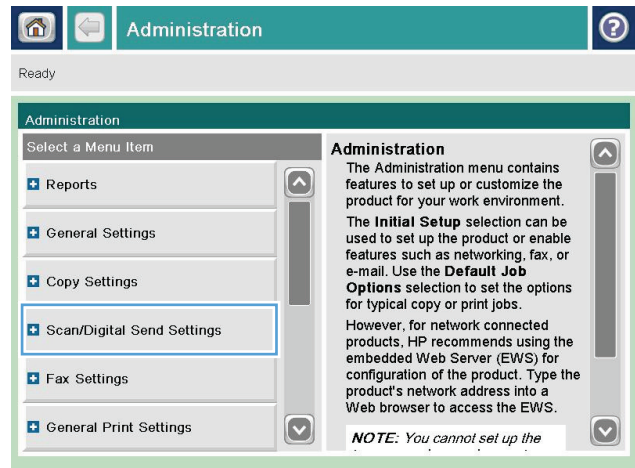 Administration
?
Ready
Administration
Select a Menu Item
Reports
General Settings
Copy Settings
Scan/Digital Send Settings
Fax Settings
General Print Settings
Administration
The Administration menu contains
features to set up or customize the
product for your work environment.
The Initial Setup selection can be
used to set up the product or enable
features such as networking, fax, or
e-mail. Use the Default Job
Options selection to set the options
for typical copy or print jobs.
However, for network connected
products, HP recommends using the
embedded Web Server (EWS) for
configuration of the product. Type the
product's network address into a
Web browser to access the EWS.
NOTE: You cannot set up the